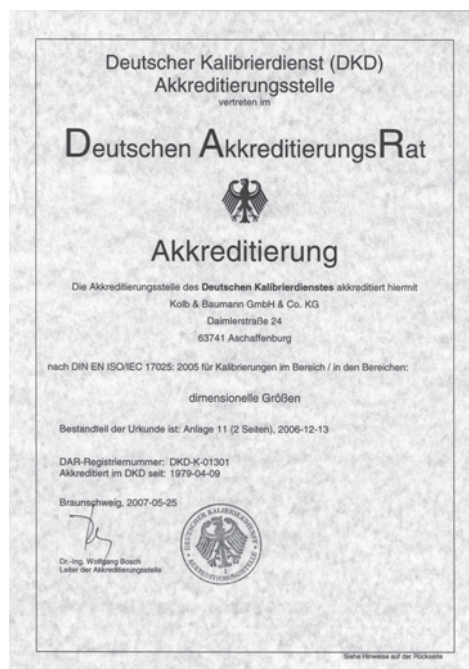 Deutscher Kalibrierdienst (DKD)
Akkreditierungsstelle
vertreten im
Deutschen AkkreditierungsRat
Akkreditierung
Die Akkreditierungsstelle des Deutschen Kalibrierdienstes akkreditiert hiermit
Kolb & Baumann GmbH & Co. KG
Daimlerstraße 24
63741 Aschaffenburg
nach DIN EN ISO/IEC 17025: 2005 für Kalibrierungen im Bereich / in den Bereichen:
dimensionelle Größen
Bestandteil der Urkunde ist: Anlage 11 (2 Seiten), 2006-12-13
DAR-Registriernummer: DKD-K-01301
Akkreditiert im DKD seit: 1979-04-09
Braunschweig, 2007-05-25
DEUTSCHER KALIBRIERDIENST
AKKREDITIERUNGSSTELLE
Dr.-Ing. Wolfgang Bosch
Leiter der Akkreditierungsstelle
Siehe Hinweise auf der Rückseite